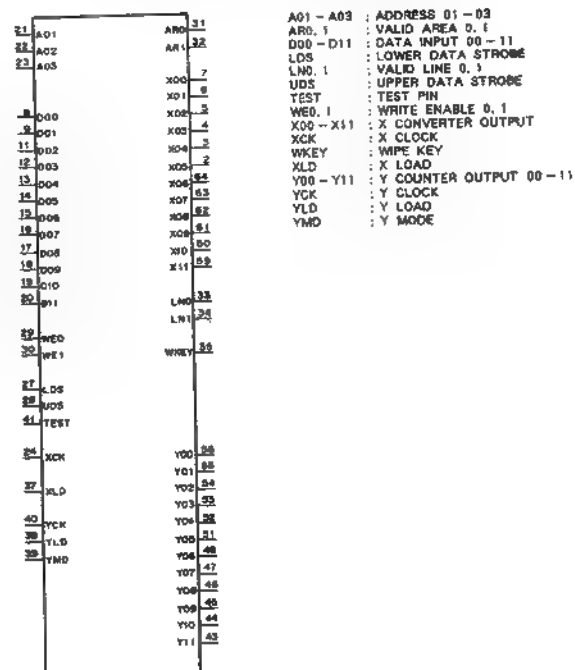 21 A01
22 A02
23 A03
8 D00
9 D01
11 D02
12 D03
13 D04
14 D05
15 D06
16 D07
17 D08
18 D09
19 D10
20 D11
29 WE0
30 WE1
27 LDS
28 UDS
41 TEST
24 XCK
37 XLD
40 YCK
38 YLD
39 YMD
AR0 31
AR1 32
X00 7
X01 6
X02 5
X03 4
X04 3
X05 2
X06 64
X07 63
X08 62
X09 61
X10 60
X11 59
LN0 33
LN1 34
WKEY 36
Y00 56
Y01 55
Y02 54
Y03 53
Y04 52
Y05 51
Y06 48
Y07 47
Y08 46
Y09 45
Y10 44
Y11 43
A01 - A03 : ADDRESS 01 - 03
AR0, 1 : VALID AREA 0, 1
D00 - D11 : DATA INPUT 00 - 11
LDS : LOWER DATA STROBE
LN0, 1 : VALID LINE 0, 1
UDS : UPPER DATA STROBE
TEST : TEST PIN
WE0, 1 : WRITE ENABLE 0, 1
X00 - X11 : X CONVERTER OUTPUT
XCK : X CLOCK
WKEY : WIPE KEY
XLD : X LOAD
Y00 - Y11 : Y COUNTER OUTPUT 00 - 11
YCK : Y CLOCK
YLD : Y LOAD
YMD : Y MODE